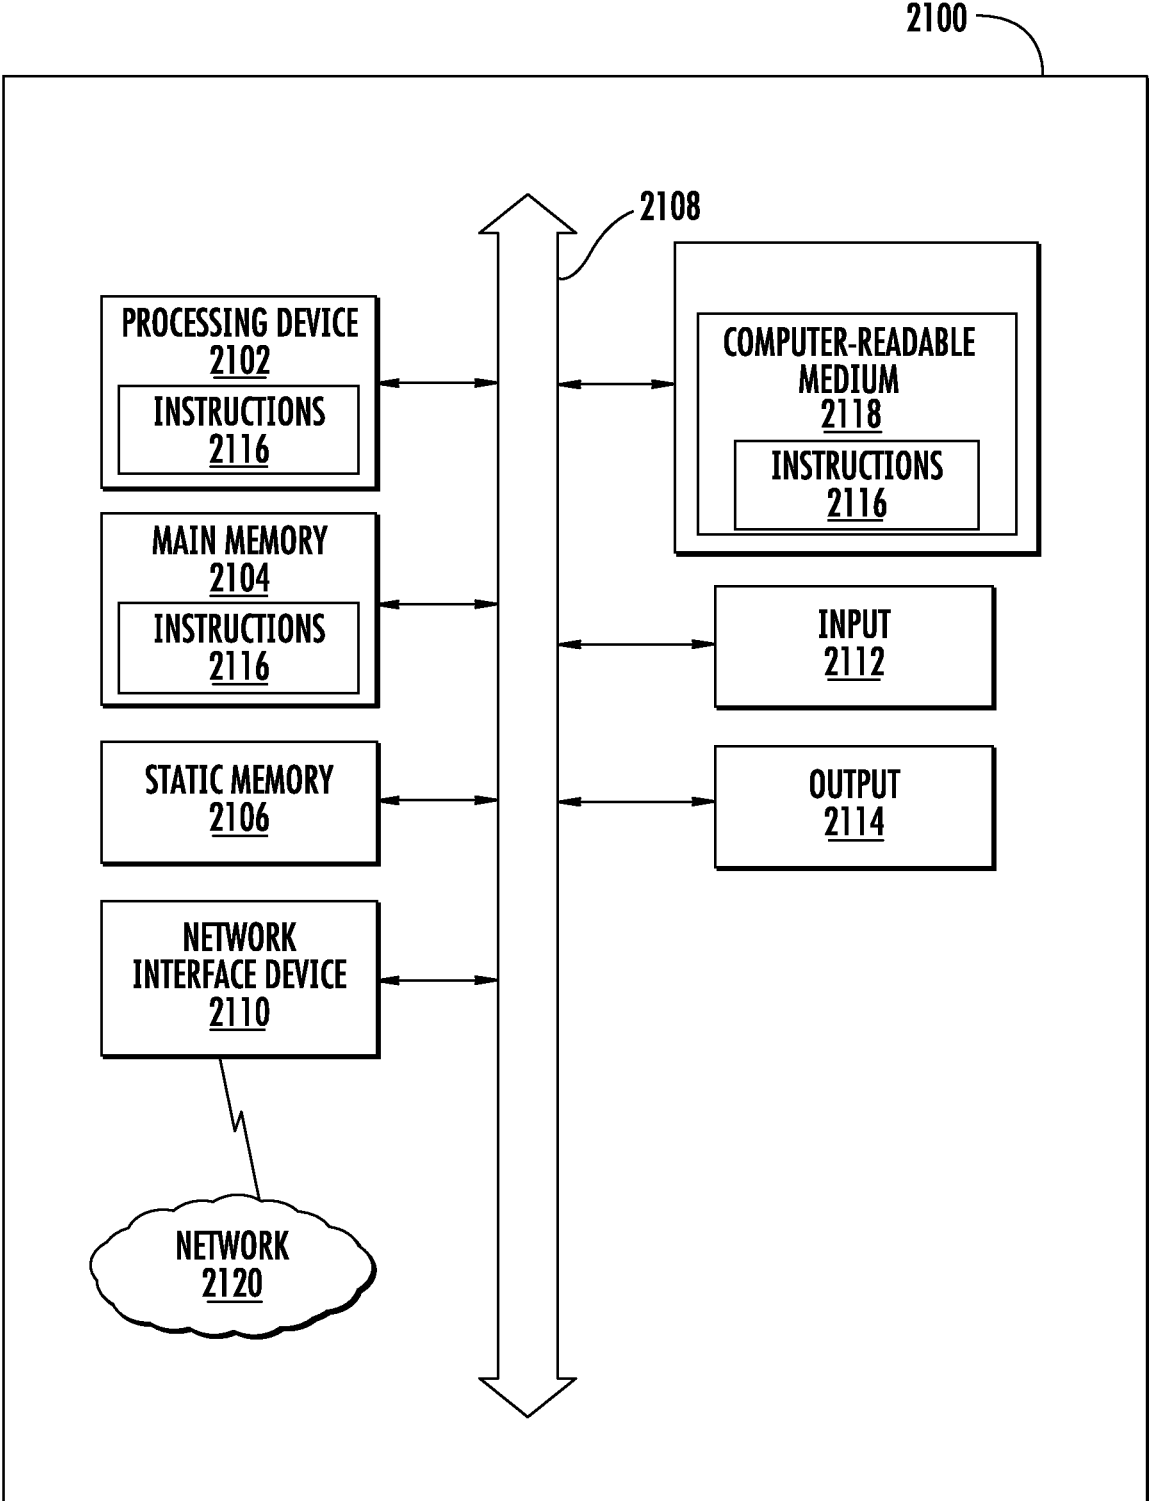 2100
2108
PROCESSING DEVICE
2102
INSTRUCTIONS
2116
COMPUTER-READABLE
MEDIUM
2118
INSTRUCTIONS
2116
MAIN MEMORY
2104
INSTRUCTIONS
2116
INPUT
2112
STATIC MEMORY
2106
OUTPUT
2114
NETWORK
INTERFACE DEVICE
2110
NETWORK
2120